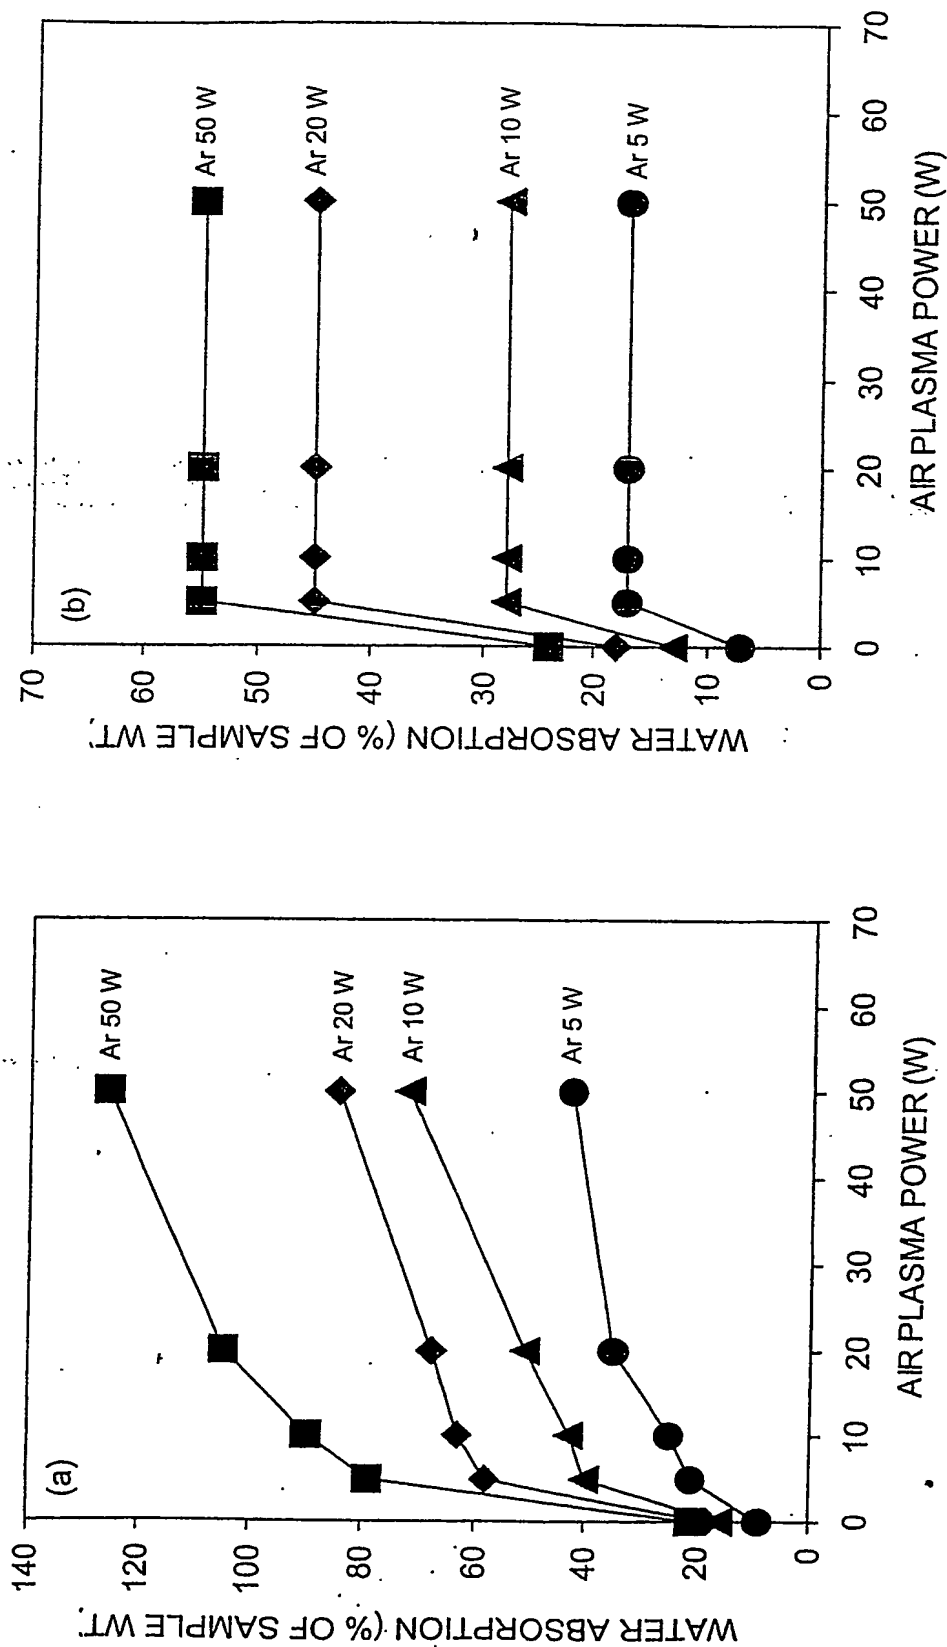 (a)
WATER ABSORPTION (% OF SAMPLE WT.
140
120
100
80
60
40
20
0
Ar 50 W
Ar 20 W
Ar 10 W
Ar 5 W
0 10 20 30 40 50 60 70
AIR PLASMA POWER (W)
(b)
WATER ABSORPTION (% OF SAMPLE WT.
70
60
50
40
30
20
10
0
Ar 50 W
Ar 20 W
Ar 10 W
Ar 5 W
0 10 20 30 40 50 60 70
AIR PLASMA POWER (W)